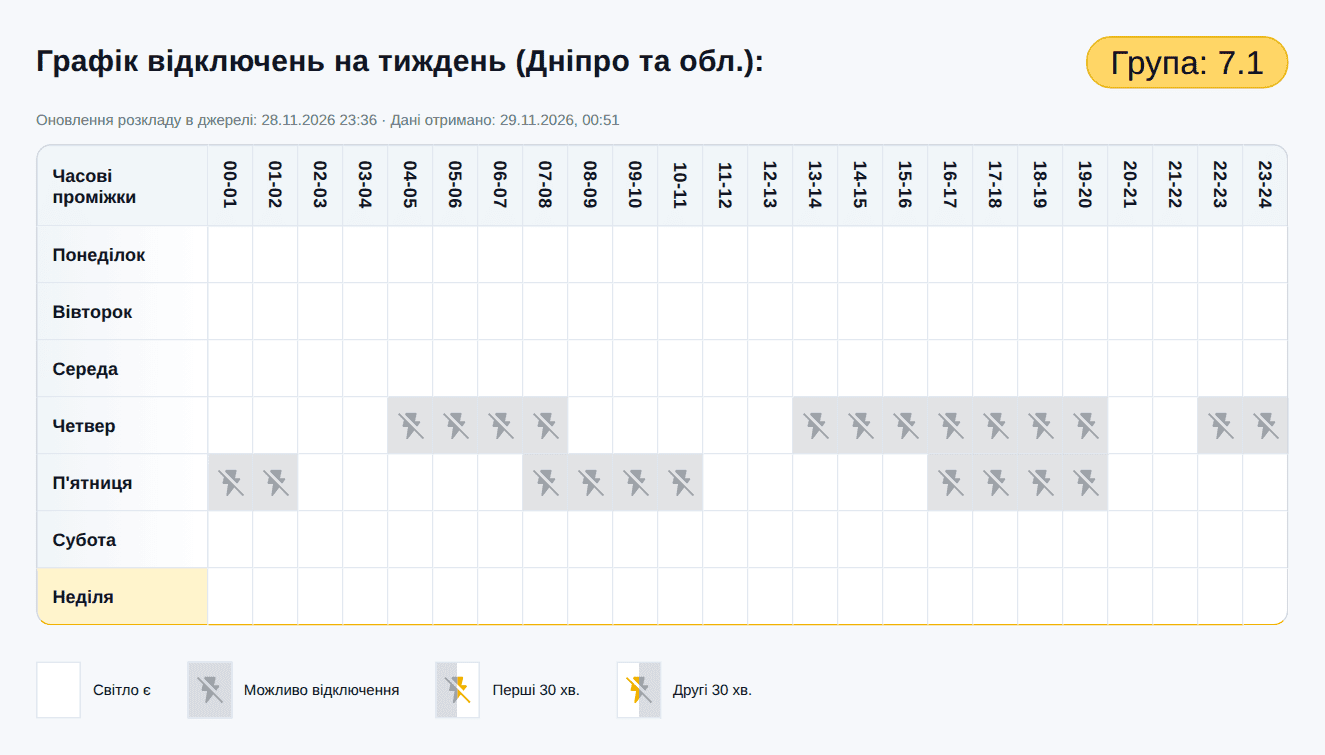 Графік відключень на тиждень (Дніпро та обл.):
Група: 7.1
Оновлення розкладу в джерелі: 28.11.2026 23:36 · Дані отримано: 29.11.2026, 00:51
Часові
проміжки
00-01
01-02
02-03
03-04
04-05
05-06
06-07
07-08
08-09
09-10
10-11
11-12
12-13
13-14
14-15
15-16
16-17
17-18
18-19
19-20
20-21
21-22
22-23
23-24
Понеділок
Вівторок
Середа
Четвер
П'ятниця
Субота
Неділя
Світло є
Можливо відключення
Перші 30 хв.
Другі 30 хв.